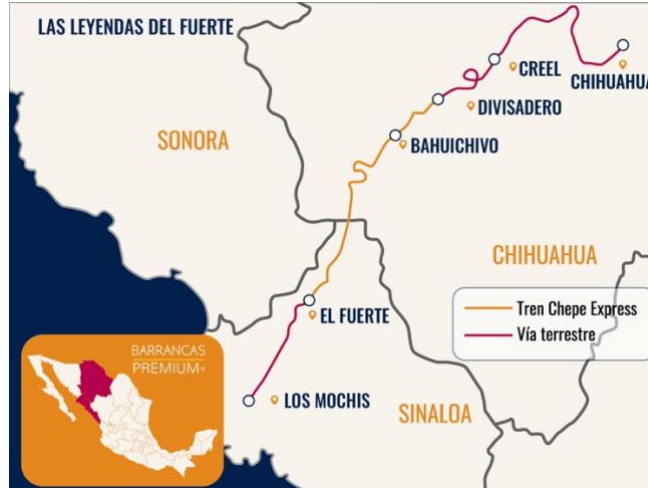 LAS LEYENDAS DEL FUERTE
CREEL
CHIHUAHUA
DIVISADERO
SONORA
BAHUICHIVO
CHIHUAHUA
Tren Chepe Express
Vía terrestre
EL FUERTE
BARRANCAS
PREMIUM+
LOS MOCHIS
SINALOA